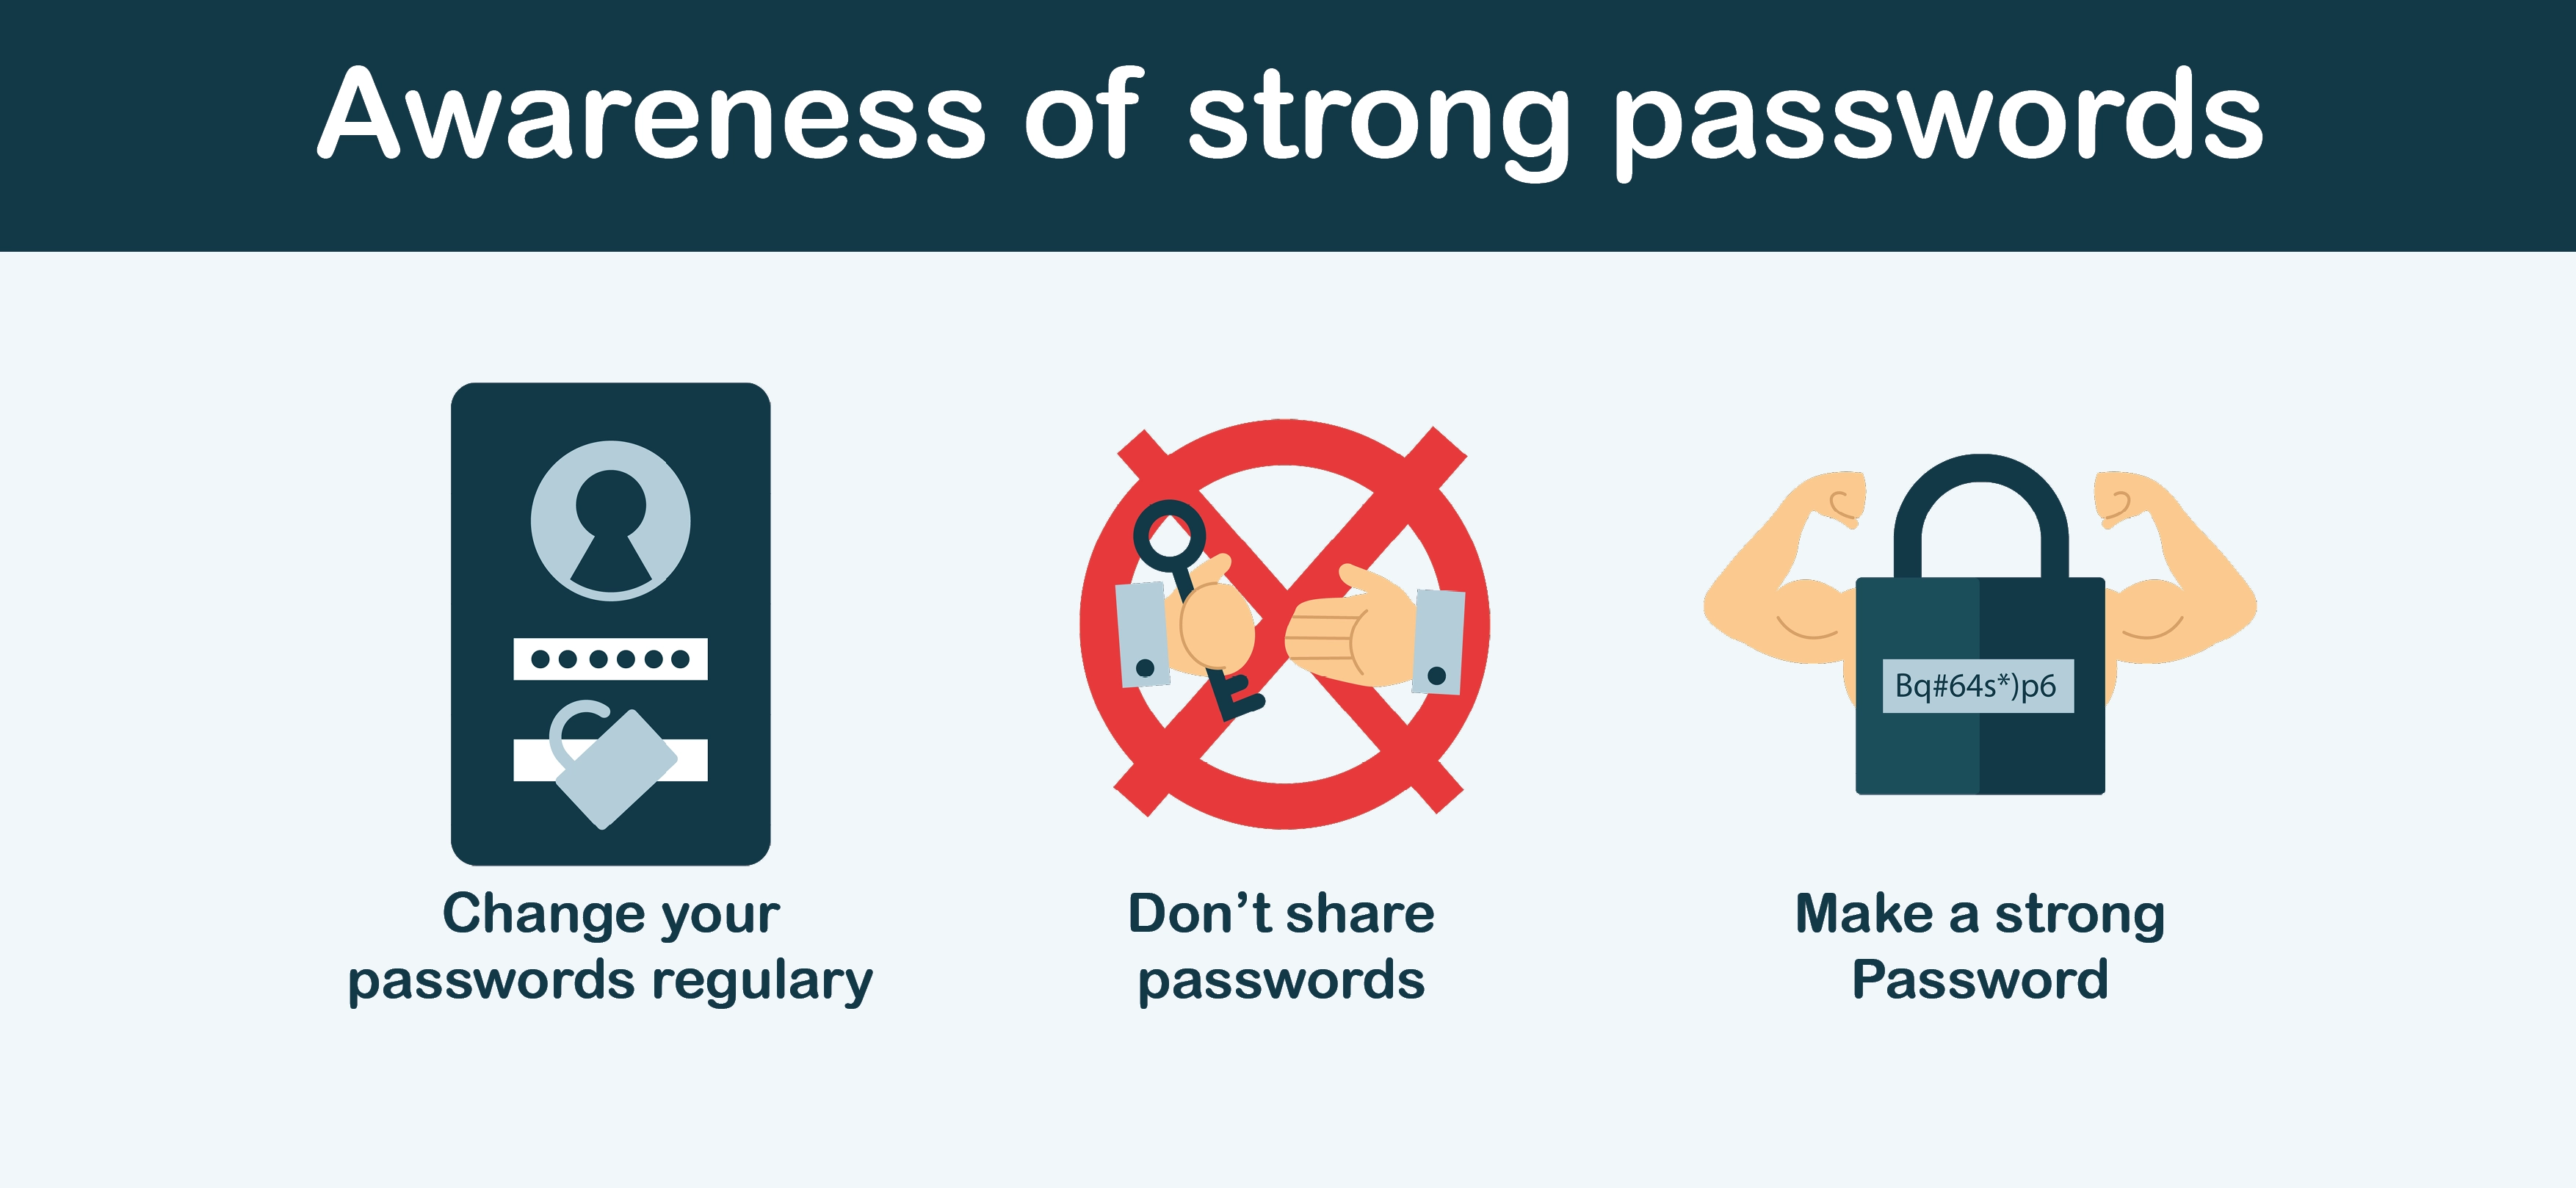 Awareness of strong passwords
Bq#64s*)p6
Change your
passwords regulary
Don’t share
passwords
Make a strong
Password